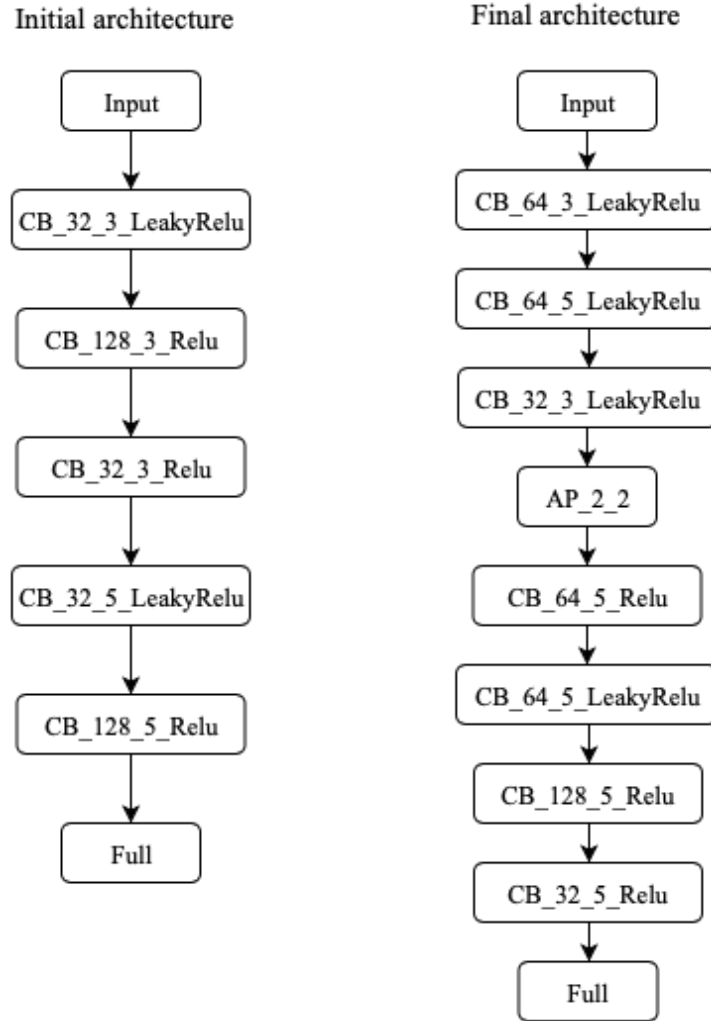 Initial architecture
Input
CB_32_3_LeakyRelu
CB_128_3_Relu
CB_32_3_Relu
CB_32_5_LeakyRelu
CB_128_5_Relu
Full
Final architecture
Input
CB_64_3_LeakyRelu
CB_64_5_LeakyRelu
CB_32_3_LeakyRelu
AP_2_2
CB_64_5_Relu
CB_64_5_LeakyRelu
CB_128_5_Relu
CB_32_5_Relu
Full